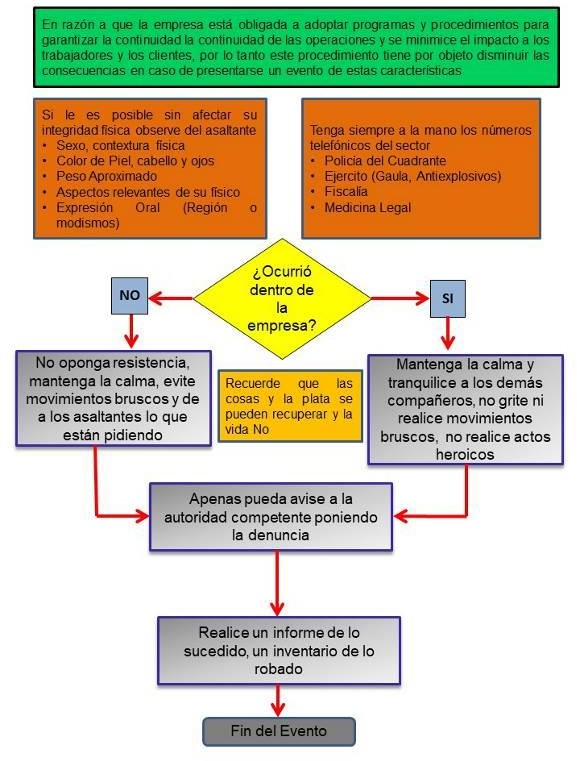 En razón a que la empresa está obligada a adoptar programas y procedimientos para
garantizar la continuidad la continuidad de las operaciones y se minimice el impacto a los
trabajadores y los clientes, por lo tanto este procedimiento tiene por objeto disminuir las
consecuencias en caso de presentarse un evento de estas características
Si le es posible sin afectar su
integridad física observe del asaltante
• Sexo, contextura física
• Color de Piel, cabello y ojos
• Peso Aproximado
• Aspectos relevantes de su físico
• Expresión Oral (Región o
modismos)
Tenga siempre a la mano los números
telefónicos del sector
• Policía del Cuadrante
• Ejercito (Gaula, Antiexplosivos)
• Fiscalía
• Medicina Legal
¿Ocurrió
dentro de
la
empresa?
NO
SI
No oponga resistencia,
mantenga la calma, evite
movimientos bruscos y de
a los asaltantes lo que
están pidiendo
Recuerde que las
cosas y la plata se
pueden recuperar y la
vida No
Mantenga la calma y
tranquilice a los demás
compañeros, no grite ni
realice movimientos
bruscos, no realice actos
heroicos
Apenas pueda avise a la
autoridad competente poniendo
la denuncia
Realice un informe de lo
sucedido, un inventario de lo
robado
Fin del Evento